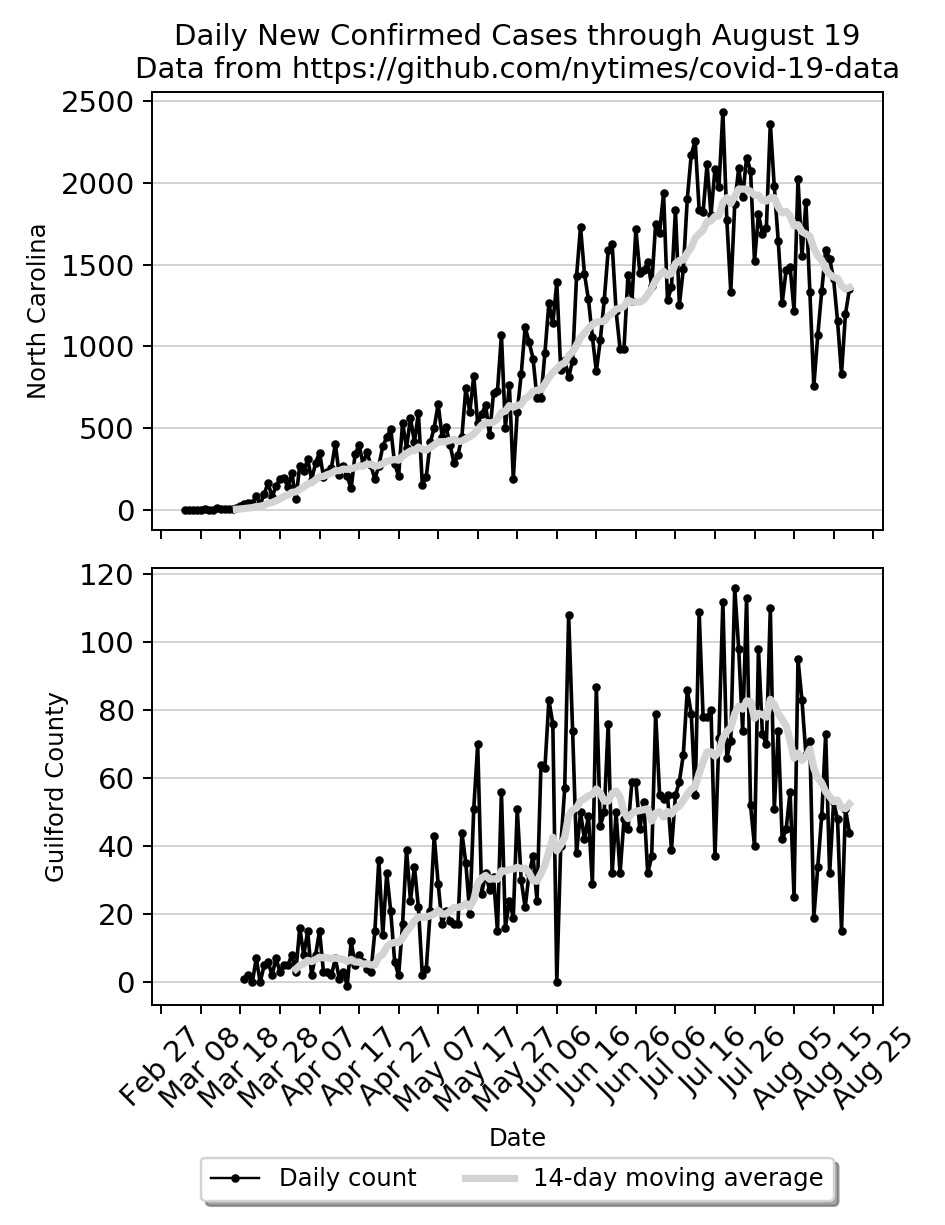 Daily New Confirmed Cases through August 19
Data from https://github.com/nytimes/covid-19-data
2500
2000
1500
1000
500
0
North Carolina
120
100
80
60
40
20
0
Guilford County
Feb 27
Mar 08
Mar 18
Mar 28
Apr 07
Apr 17
Apr 27
May 07
May 17
May 27
Jun 06
Jun 16
Jun 26
Jul 06
Jul 16
Jul 26
Aug 05
Aug 15
Aug 25
Date
Daily count
14-day moving average